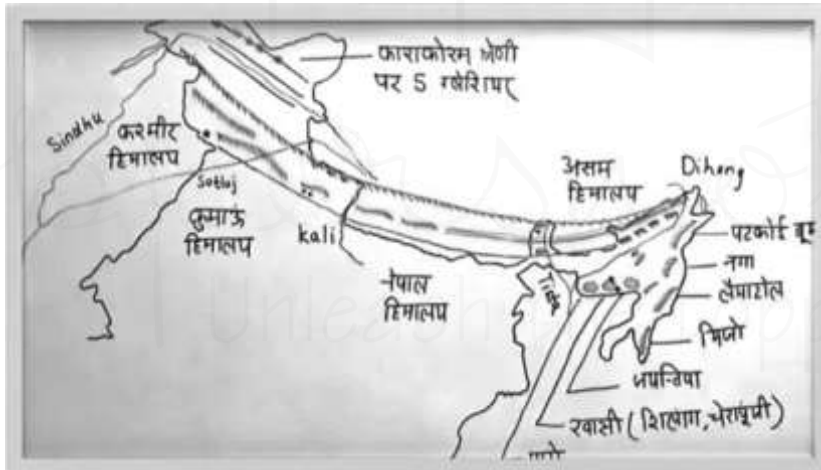 काराकोरम श्रेणी
पर 5 ग्लेशियर
Sindhu
कश्मीर
हिमालय
Satluj
कुमाऊँ
हिमालय
Kali
नेपाल
हिमालय
असम
हिमालय
Dihang
पटकोई बूम
नगा
लैमाटोल
मिजो
जयन्तिया
खासी (शिलांग, चेरापूंजी)
Tista
गारो